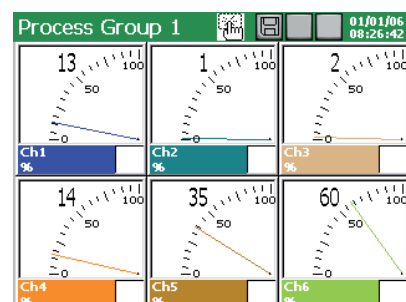 Process Group 1
01/01/06
08:26:42
13 100 50 0
1 100 50 0
2 100 50 0
Ch1
%
Ch2
%
Ch3
%
14 100 50 0
35 100 50 0
60 100 50 0
Ch4
%
Ch5
%
Ch6
%